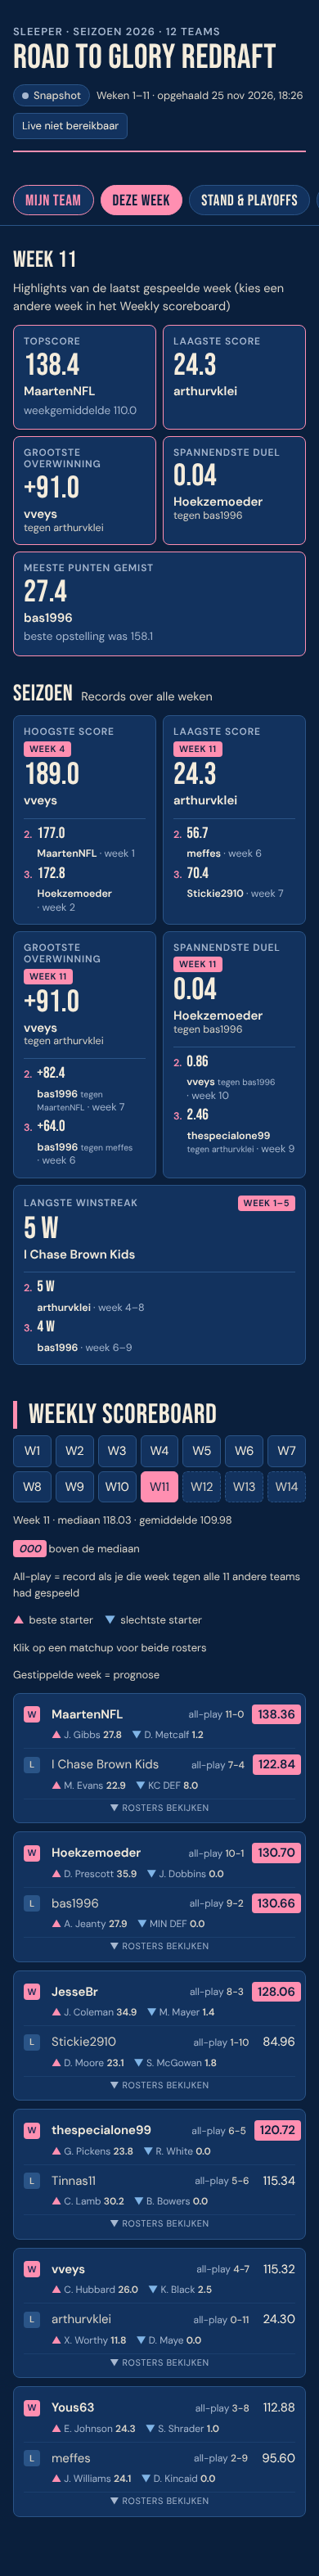 SLEEPER · SEIZOEN 2026 · 12 TEAMS
ROAD TO GLORY REDRAFT
Snapshot
Weken 1–11 · opgehaald 25 nov 2026, 18:26
Live niet bereikbaar
MIJN TEAM
DEZE WEEK
STAND & PLAYOFFS
WEEK 11
Highlights van de laatst gespeelde week (kies een
andere week in het Weekly scoreboard)
TOPSCORE
138.4
MaartenNFL
weekgemiddelde 110.0
LAAGSTE SCORE
24.3
arthurvklei
GROOTSTE
OVERWINNING
+91.0
vveys
tegen arthurvklei
SPANNENDSTE DUEL
0.04
Hoekzemoeder
tegen bas1996
MEESTE PUNTEN GEMIST
27.4
bas1996
beste opstelling was 158.1
SEIZOEN Records over alle weken
HOOGSTE SCORE
WEEK 4
189.0
vveys
2. 177.0
MaartenNFL · week 1
3. 172.8
Hoekzemoeder
· week 2
LAAGSTE SCORE
WEEK 11
24.3
arthurvklei
2. 56.7
meffes · week 6
3. 70.4
Stickie2910 · week 7
GROOTSTE
OVERWINNING
WEEK 11
+91.0
vveys
tegen arthurvklei
2. +82.4
bas1996 tegen
MaartenNFL · week 7
3. +64.0
bas1996 tegen meffes
· week 6
SPANNENDSTE DUEL
WEEK 11
0.04
Hoekzemoeder
tegen bas1996
2. 0.86
vveys tegen bas1996
· week 10
3. 2.46
thespecialone99
tegen arthurvklei · week 9
LANGSTE WINSTREAK
WEEK 1–5
5 W
I Chase Brown Kids
2. 5 W
arthurvklei · week 4–8
3. 4 W
bas1996 · week 6–9
WEEKLY SCOREBOARD
W1 W2 W3 W4 W5 W6 W7
W8 W9 W10 W11 W12 W13 W14
Week 11 · mediaan 118.03 · gemiddelde 109.98
000 boven de mediaan
All-play = record als je die week tegen alle 11 andere teams
had gespeeld
▲ beste starter ▼ slechtste starter
Klik op een matchup voor beide rosters
Gestippelde week = prognose
W MaartenNFL all-play 11-0 138.36
▲ J. Gibbs 27.8 ▼ D. Metcalf 1.2
L I Chase Brown Kids all-play 7-4 122.84
▲ M. Evans 22.9 ▼ KC DEF 8.0
▼ ROSTERS BEKIJKEN
W Hoekzemoeder all-play 10-1 130.70
▲ D. Prescott 35.9 ▼ J. Dobbins 0.0
L bas1996 all-play 9-2 130.66
▲ A. Jeanty 27.9 ▼ MIN DEF 0.0
▼ ROSTERS BEKIJKEN
W JesseBr all-play 8-3 128.06
▲ J. Coleman 34.9 ▼ M. Mayer 1.4
L Stickie2910 all-play 1-10 84.96
▲ D. Moore 23.1 ▼ S. McGowan 1.8
▼ ROSTERS BEKIJKEN
W thespecialone99 all-play 6-5 120.72
▲ G. Pickens 23.8 ▼ R. White 0.0
L Tinnas11 all-play 5-6 115.34
▲ C. Lamb 30.2 ▼ B. Bowers 0.0
▼ ROSTERS BEKIJKEN
W vveys all-play 4-7 115.32
▲ C. Hubbard 26.0 ▼ K. Black 2.5
L arthurvklei all-play 0-11 24.30
▲ X. Worthy 11.8 ▼ D. Maye 0.0
▼ ROSTERS BEKIJKEN
W Yous63 all-play 3-8 112.88
▲ E. Johnson 24.3 ▼ S. Shrader 1.0
L meffes all-play 2-9 95.60
▲ J. Williams 24.1 ▼ D. Kincaid 0.0
▼ ROSTERS BEKIJKEN